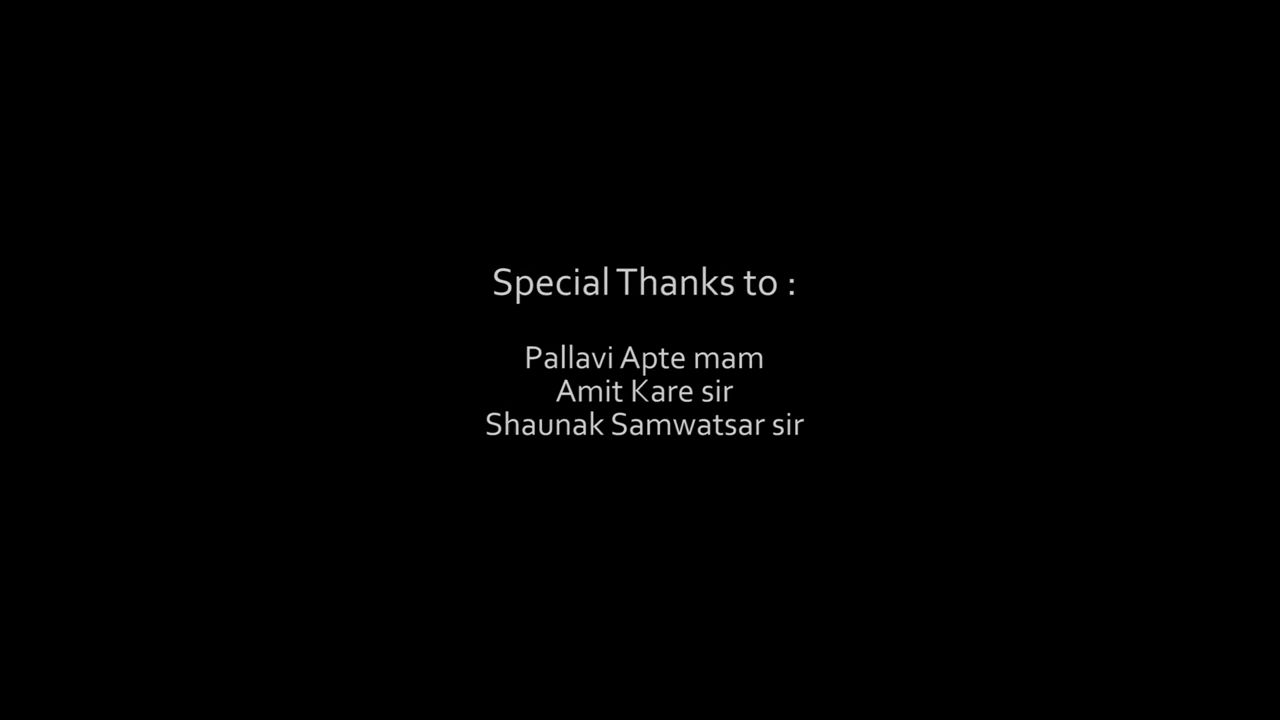 Special Thanks to :
Pallavi Apte mam
Amit Kare sir
Shaunak Samwatsar sir